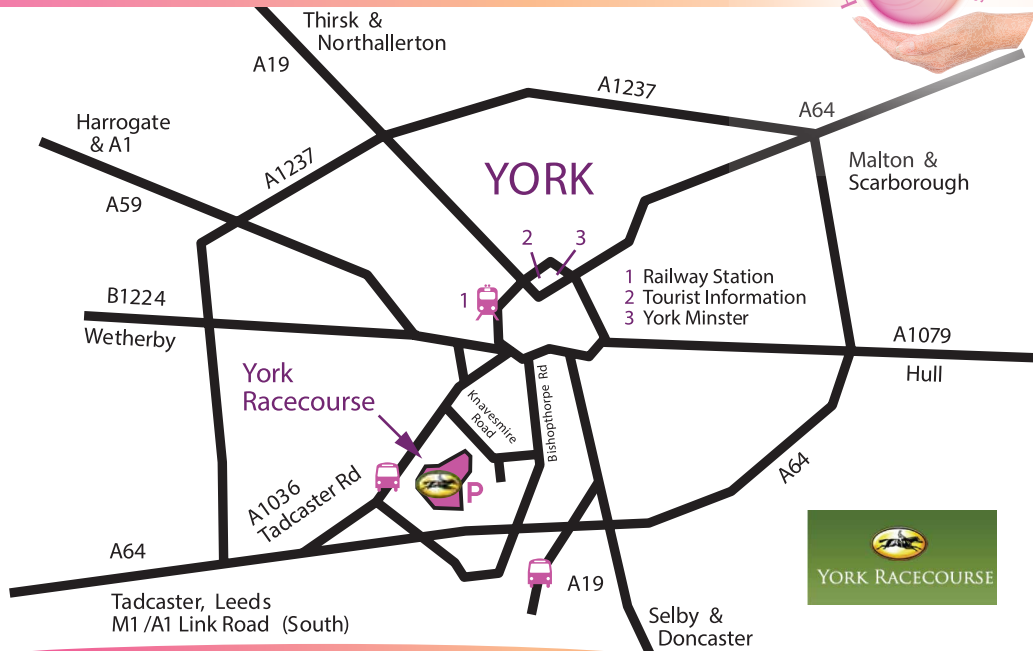 Thirsk &
Northallerton
A19
A1237
A64
Harrogate
& A1
A1237
YORK
Malton &
Scarborough
A59
2
3
1 Railway Station
2 Tourist Information
3 York Minster
1
B1224
Wetherby
A1079
Hull
York
Racecourse
Knavesmire
Road
Bishopthorpe Rd
A64
P
A1036
Tadcaster Rd
A64
A19
YORK RACECOURSE
Tadcaster, Leeds
M1 /A1 Link Road (South)
Selby &
Doncaster